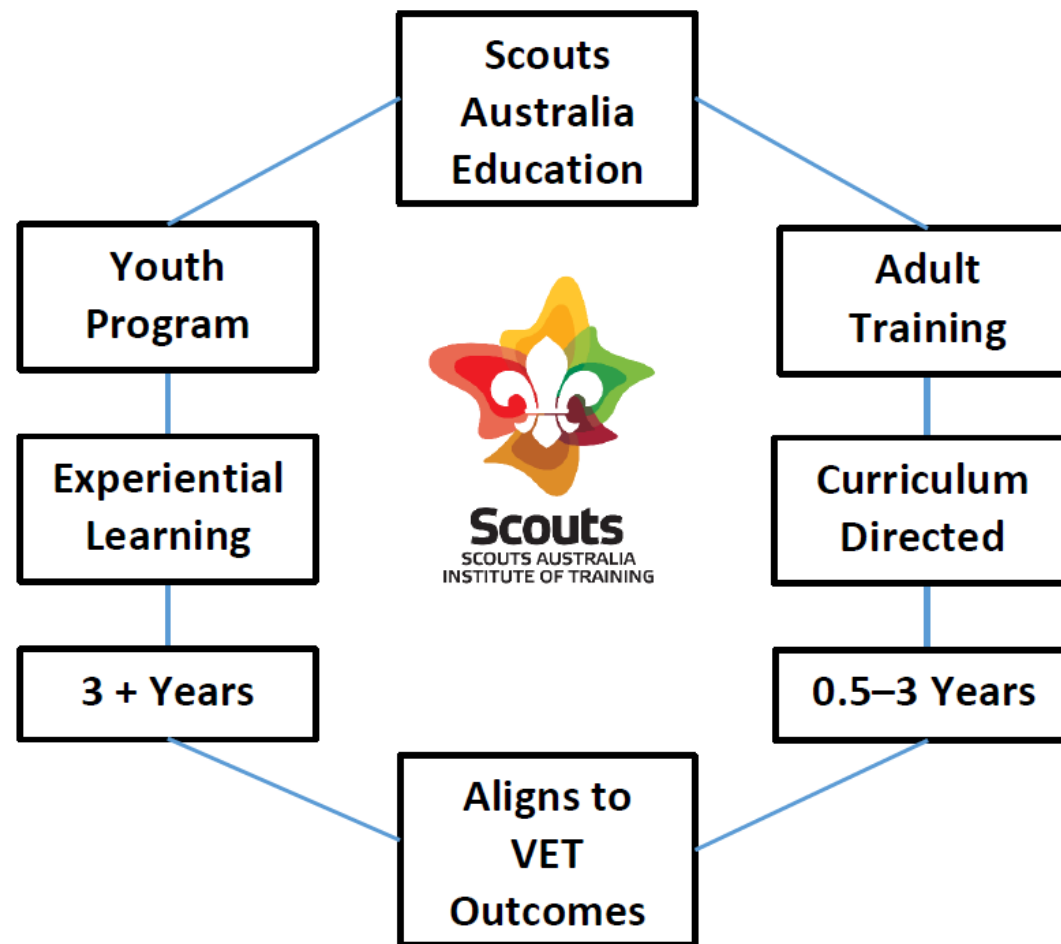 Scouts
Australia
Education
Youth
Program
Adult
Training
Experiential
Learning
Scouts
SCOUTS AUSTRALIA
INSTITUTE OF TRAINING
Curriculum
Directed
3 + Years
0.5–3 Years
Aligns to
VET
Outcomes